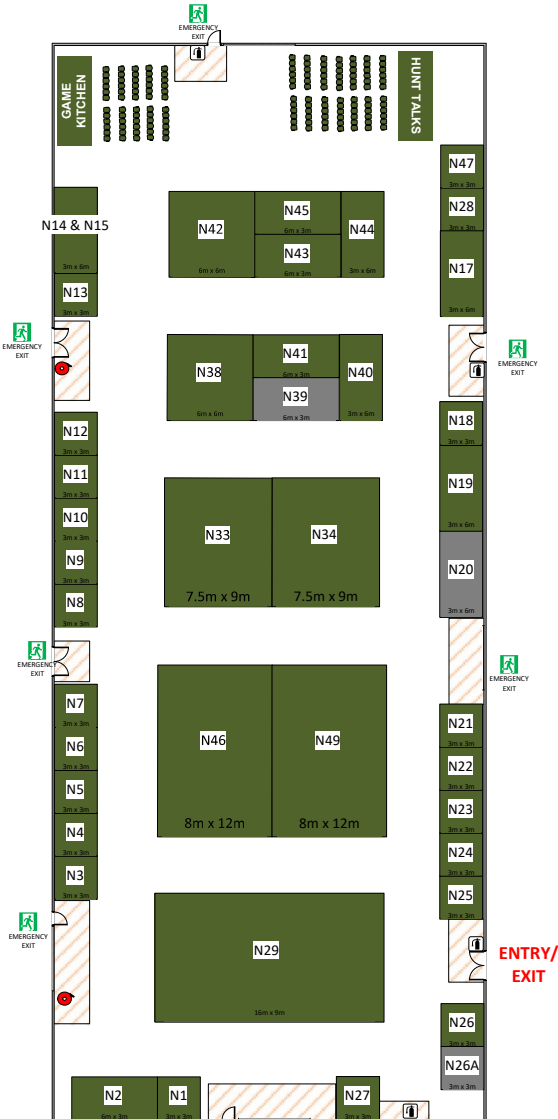 EMERGENCY
EXIT
GAME
KITCHEN
HUNT TALKS
N47
3m x 3m
N28
3m x 3m
N17
3m x 6m
N14 & N15
3m x 6m
N13
3m x 3m
N42
6m x 6m
N45
6m x 3m
N43
6m x 3m
N44
3m x 6m
EMERGENCY
EXIT
EMERGENCY
EXIT
N38
6m x 6m
N41
6m x 3m
N39
6m x 3m
N40
3m x 6m
N12
3m x 3m
N11
3m x 3m
N10
3m x 3m
N9
3m x 3m
N8
3m x 3m
N18
3m x 3m
N19
3m x 6m
N20
3m x 6m
N33
7.5m x 9m
N34
7.5m x 9m
EMERGENCY
EXIT
EMERGENCY
EXIT
N7
3m x 3m
N6
3m x 3m
N5
3m x 3m
N4
3m x 3m
N3
3m x 3m
N46
8m x 12m
N49
8m x 12m
N21
3m x 3m
N22
3m x 3m
N23
3m x 3m
N24
3m x 3m
N25
3m x 3m
EMERGENCY
EXIT
N29
16m x 9m
ENTRY/
EXIT
N26
3m x 3m
N26A
3m x 3m
N2
6m x 3m
N1
3m x 3m
N27
3m x 3m